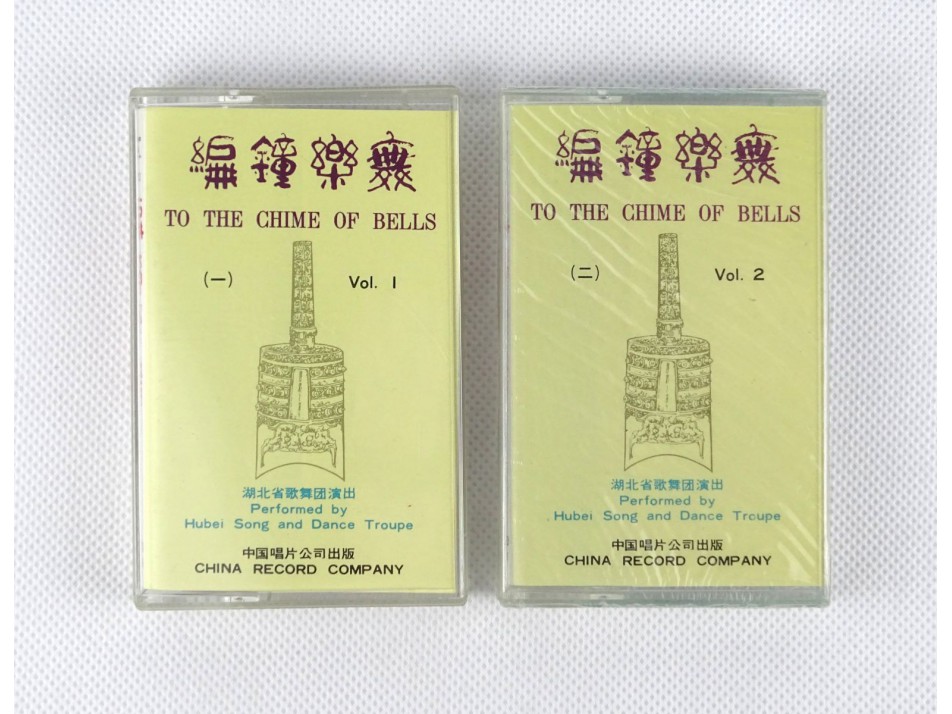 編鐘樂舞
TO THE CHIME OF BELLS
(一) Vol. 1
湖北省歌舞团演出
Performed by
Hubei Song and Dance Troupe
中国唱片公司出版
CHINA RECORD COMPANY
編鐘樂舞
TO THE CHIME OF BELLS
(二) Vol. 2
湖北省歌舞团演出
Performed by
Hubei Song and Dance Troupe
中国唱片公司出版
CHINA RECORD COMPANY